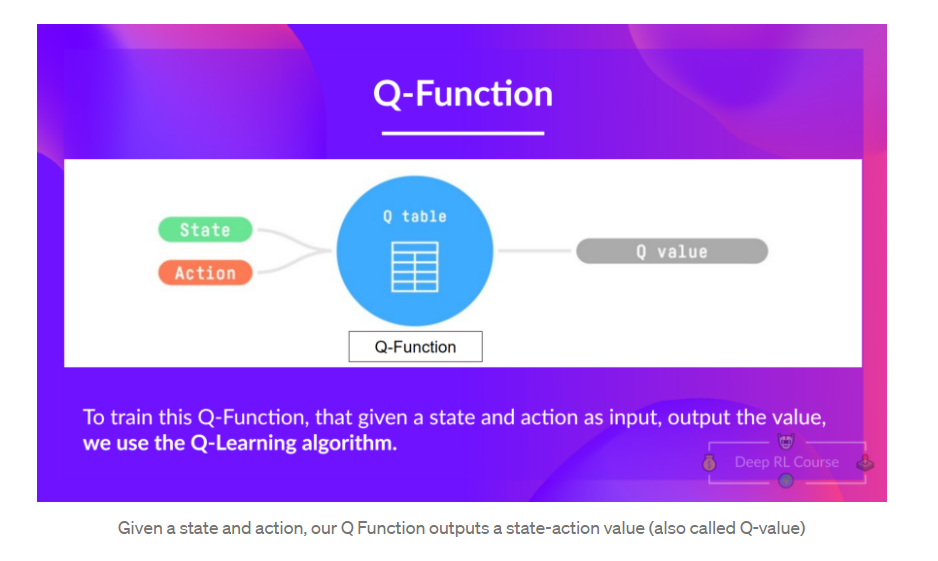 Q-Function
State
Action
Q table
Q value
Q-Function
To train this Q-Function, that given a state and action as input, output the value,
we use the Q-Learning algorithm.
Deep RL Course
Given a state and action, our Q Function outputs a state-action value (also called Q-value)